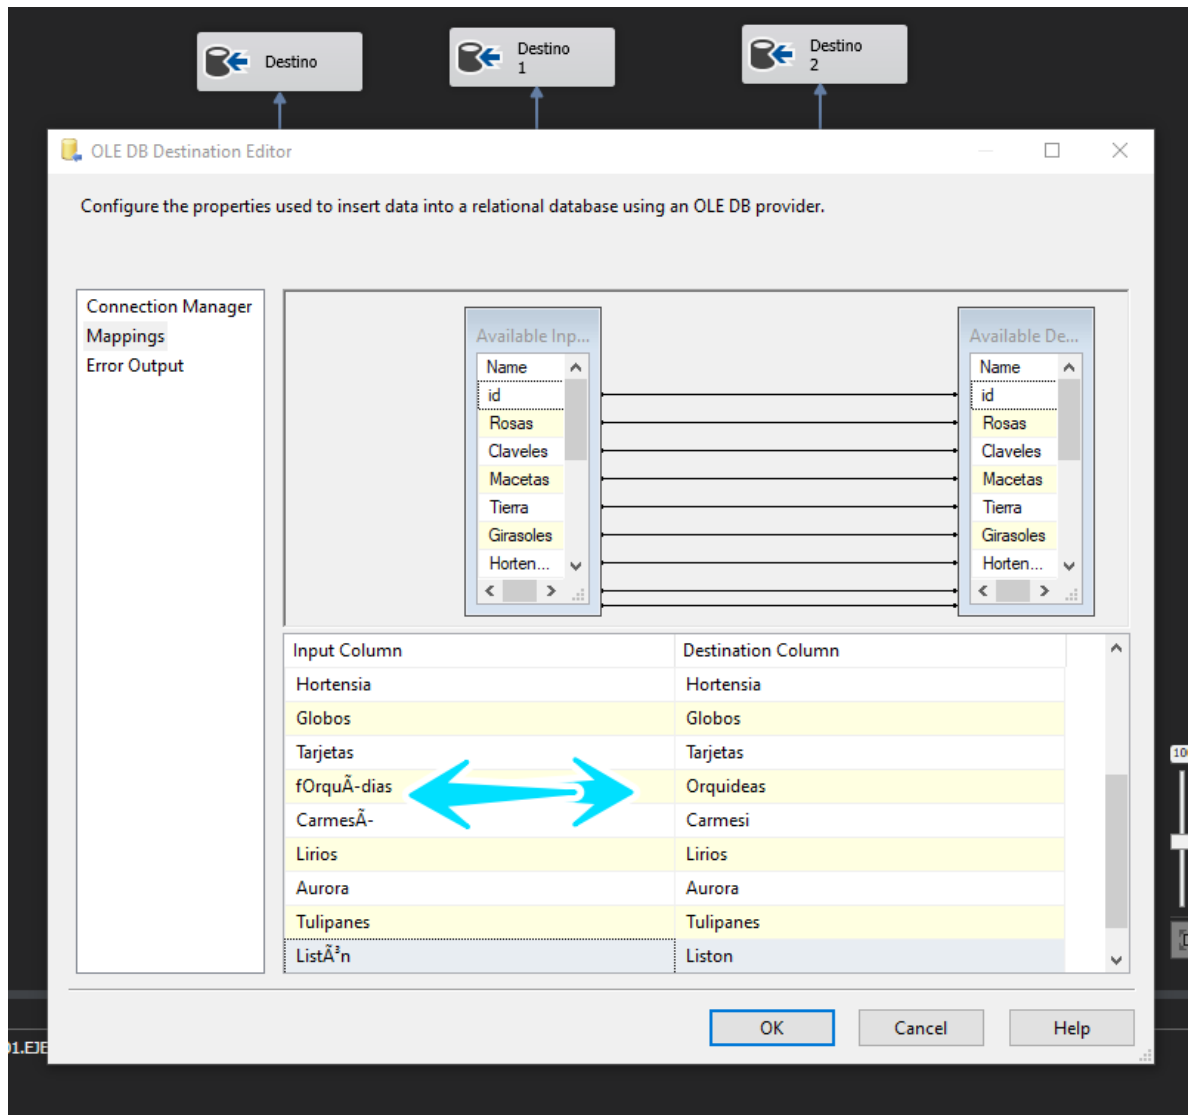 Destino
Destino
1
Destino
2
OLE DB Destination Editor
Configure the properties used to insert data into a relational database using an OLE DB provider.
Connection Manager
Mappings
Error Output
Available Inp...
Name
id
Rosas
Claveles
Macetas
Tierra
Girasoles
Horten...
Available De...
Name
id
Rosas
Claveles
Macetas
Tierra
Girasoles
Horten...
Input Column Destination Column
Hortensia Hortensia
Globos Globos
Tarjetas Tarjetas
fOrquÃ-dias Orquideas
CarmesÃ- Carmesi
Lirios Lirios
Aurora Aurora
Tulipanes Tulipanes
ListÃ³n Liston
OK Cancel Help